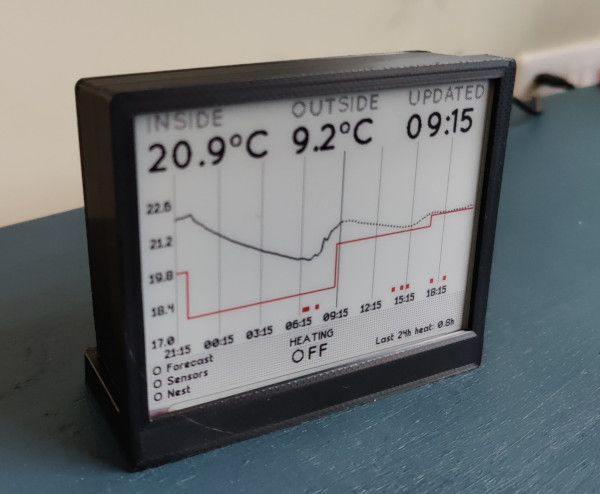 INSIDE OUTSIDE UPDATED
20.9°C 9.2°C 09:15
22.6
21.2
19.8
18.4
17.0
21:15 00:15 03:15 06:15 09:15 12:15 15:15 18:15
Forecast
Sensors
Nest
HEATING
OFF
Last 24h heat: 0.8h